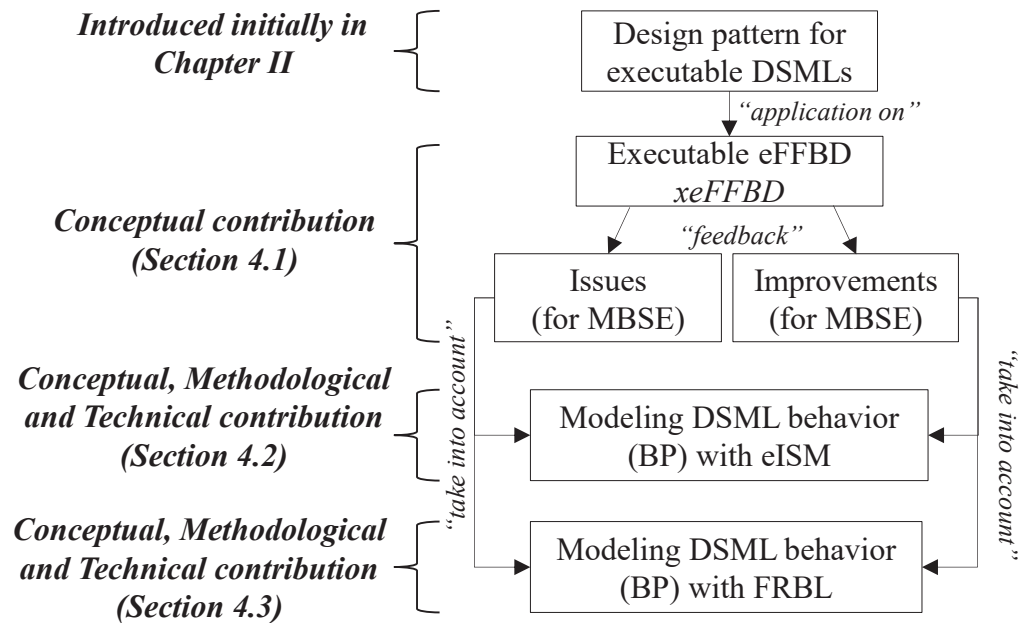 Introduced initially in
Chapter II
Design pattern for
executable DSMLs
“application on”
Executable eFFBD
xeFFBD
Conceptual contribution
(Section 4.1)
“feedback”
Issues
(for MBSE)
Improvements
(for MBSE)
“take into account”
“take into account”
Conceptual, Methodological
and Technical contribution
(Section 4.2)
Modeling DSML behavior
(BP) with eISM
Conceptual, Methodological
and Technical contribution
(Section 4.3)
Modeling DSML behavior
(BP) with FRBL